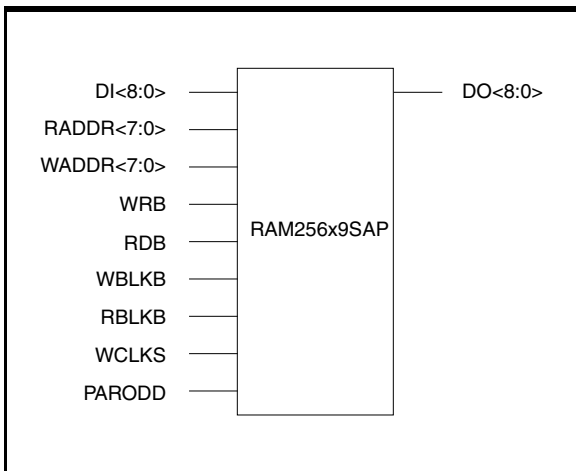 DI<8:0>
DO<8:0>
RADDR<7:0>
WADDR<7:0>
WRB
RAM256x9SAP
RDB
WBLKB
RBLKB
WCLKS
PARODD